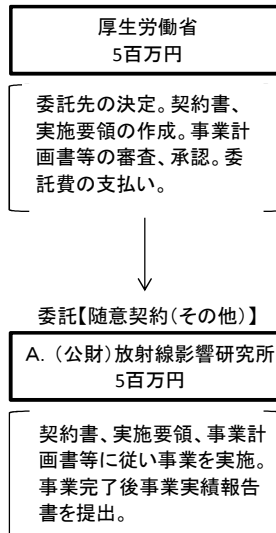 厚生労働省
5百万円
委託先の決定。契約書、
実施要領の作成。事業計
画書等の審査、承認。委
託費の支払い。
委託【随意契約(その他)】
A. (公財)放射線影響研究所
5百万円
契約書、実施要領、事業計
画書等に従い事業を実施。
事業完了後事業実績報告
書を提出。